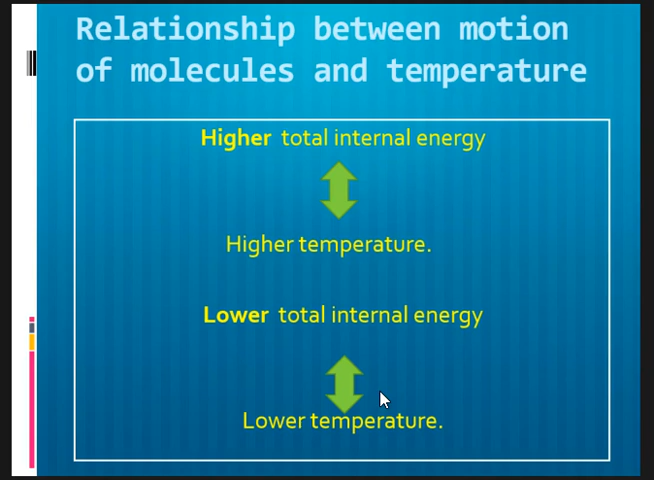 Relationship between motion
of molecules and temperature
Higher total internal energy
Higher temperature.
Lower total internal energy
Lower temperature.